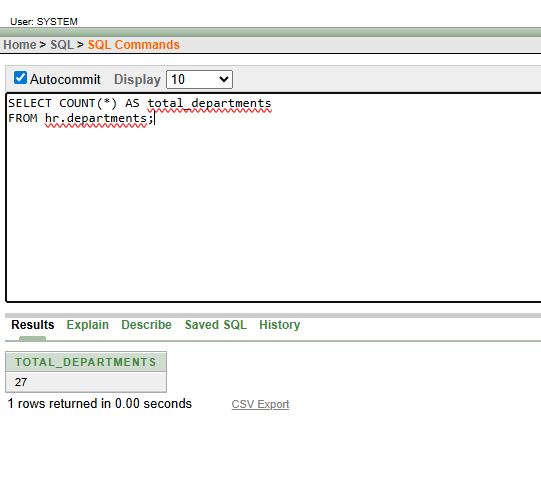 User: SYSTEM
Home > SQL > SQL Commands
Autocommit Display 10
SELECT COUNT(*) AS total_departments
FROM hr.departments;
Results Explain Describe Saved SQL History
TOTAL_DEPARTMENTS
27
1 rows returned in 0.00 seconds CSV Export